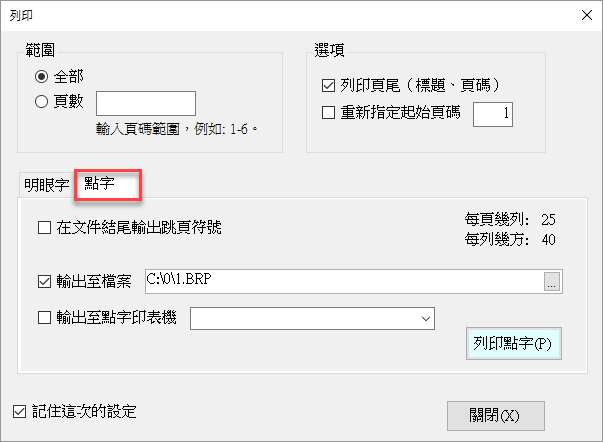 列印
範圍
全部
頁數
輸入頁碼範圍，例如: 1-6。
選項
列印頁尾（標題、頁碼）
重新指定起始頁碼 1
明眼字 點字
在文件結尾輸出跳頁符號
每頁幾列: 25
每列幾方: 40
輸出至檔案 C:\0\1.BRP ...
輸出至點字印表機
列印點字(P)
記住這次的設定
關閉(X)